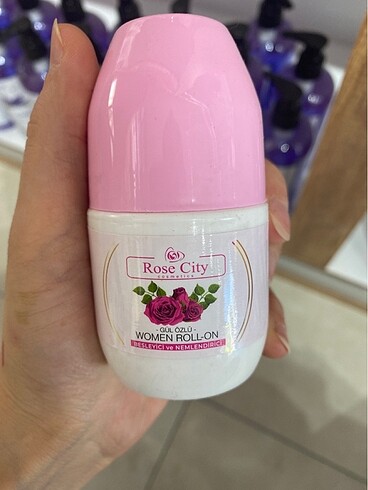 Rose City
cosmetics
- GÜL ÖZLÜ -
WOMEN ROLL-ON
BESLEYİCİ ve NEMLENDİRİCİ